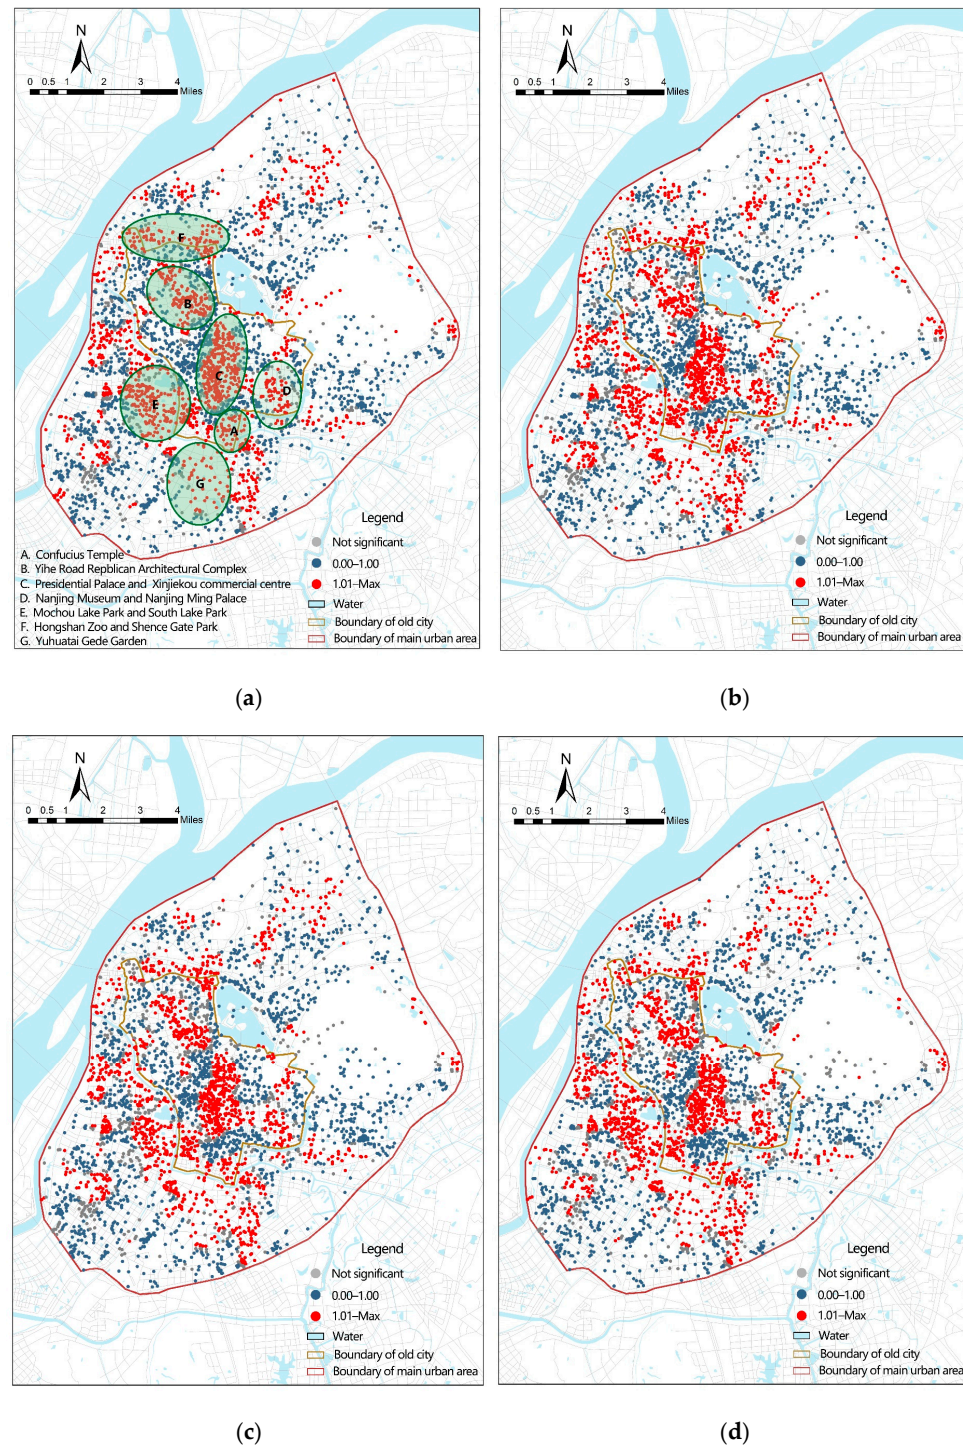 N
0 0.5 1 2 3 4
Miles
F
B
C
D
E
A
G
Legend
Not significant
0.00–1.00
1.01–Max
Water
Boundary of old city
Boundary of main urban area
A. Confucius Temple
B. Yihe Road Repblican Architectural Complex
C. Presidential Palace and Xinjiekou commercial centre
D. Nanjing Museum and Nanjing Ming Palace
E. Mochou Lake Park and South Lake Park
F. Hongshan Zoo and Shence Gate Park
G. Yuhuatai Gede Garden
(a)
N
0 0.5 1 2 3 4
Miles
Legend
Not significant
0.00–1.00
1.01–Max
Water
Boundary of old city
Boundary of main urban area
(b)
N
0 0.5 1 2 3 4
Miles
Legend
Not significant
0.00–1.00
1.01–Max
Water
Boundary of old city
Boundary of main urban area
(c)
N
0 0.5 1 2 3 4
Miles
Legend
Not significant
0.00–1.00
1.01–Max
Water
Boundary of old city
Boundary of main urban area
(d)